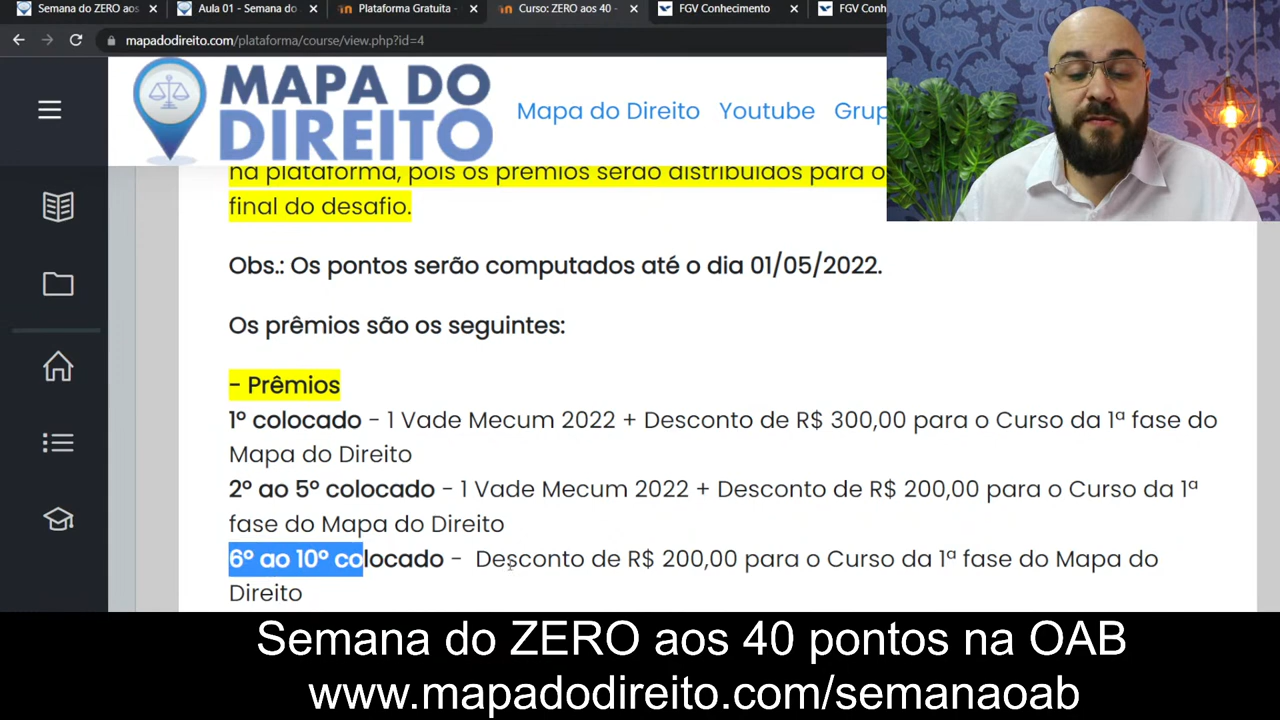 Semana do ZERO aos
Aula 01 - Semana do
Plataforma Gratuita -
Curso: ZERO aos 40 -
FGV Conhecimento
FGV Conh
mapadodireito.com/plataforma/course/view.php?id=4
MAPA DO
DIREITO
Mapa do Direito Youtube Grup
na plataforma, pois os prêmios serão distribuídos para o
final do desafio.
Obs.: Os pontos serão computados até o dia 01/05/2022.
Os prêmios são os seguintes:
- Prêmios
1º colocado - 1 Vade Mecum 2022 + Desconto de R$ 300,00 para o Curso da 1ª fase do
Mapa do Direito
2º ao 5º colocado - 1 Vade Mecum 2022 + Desconto de R$ 200,00 para o Curso da 1ª
fase do Mapa do Direito
6º ao 10º colocado - Desconto de R$ 200,00 para o Curso da 1ª fase do Mapa do
Direito
Semana do ZERO aos 40 pontos na OAB
www.mapadodireito.com/semanaoab